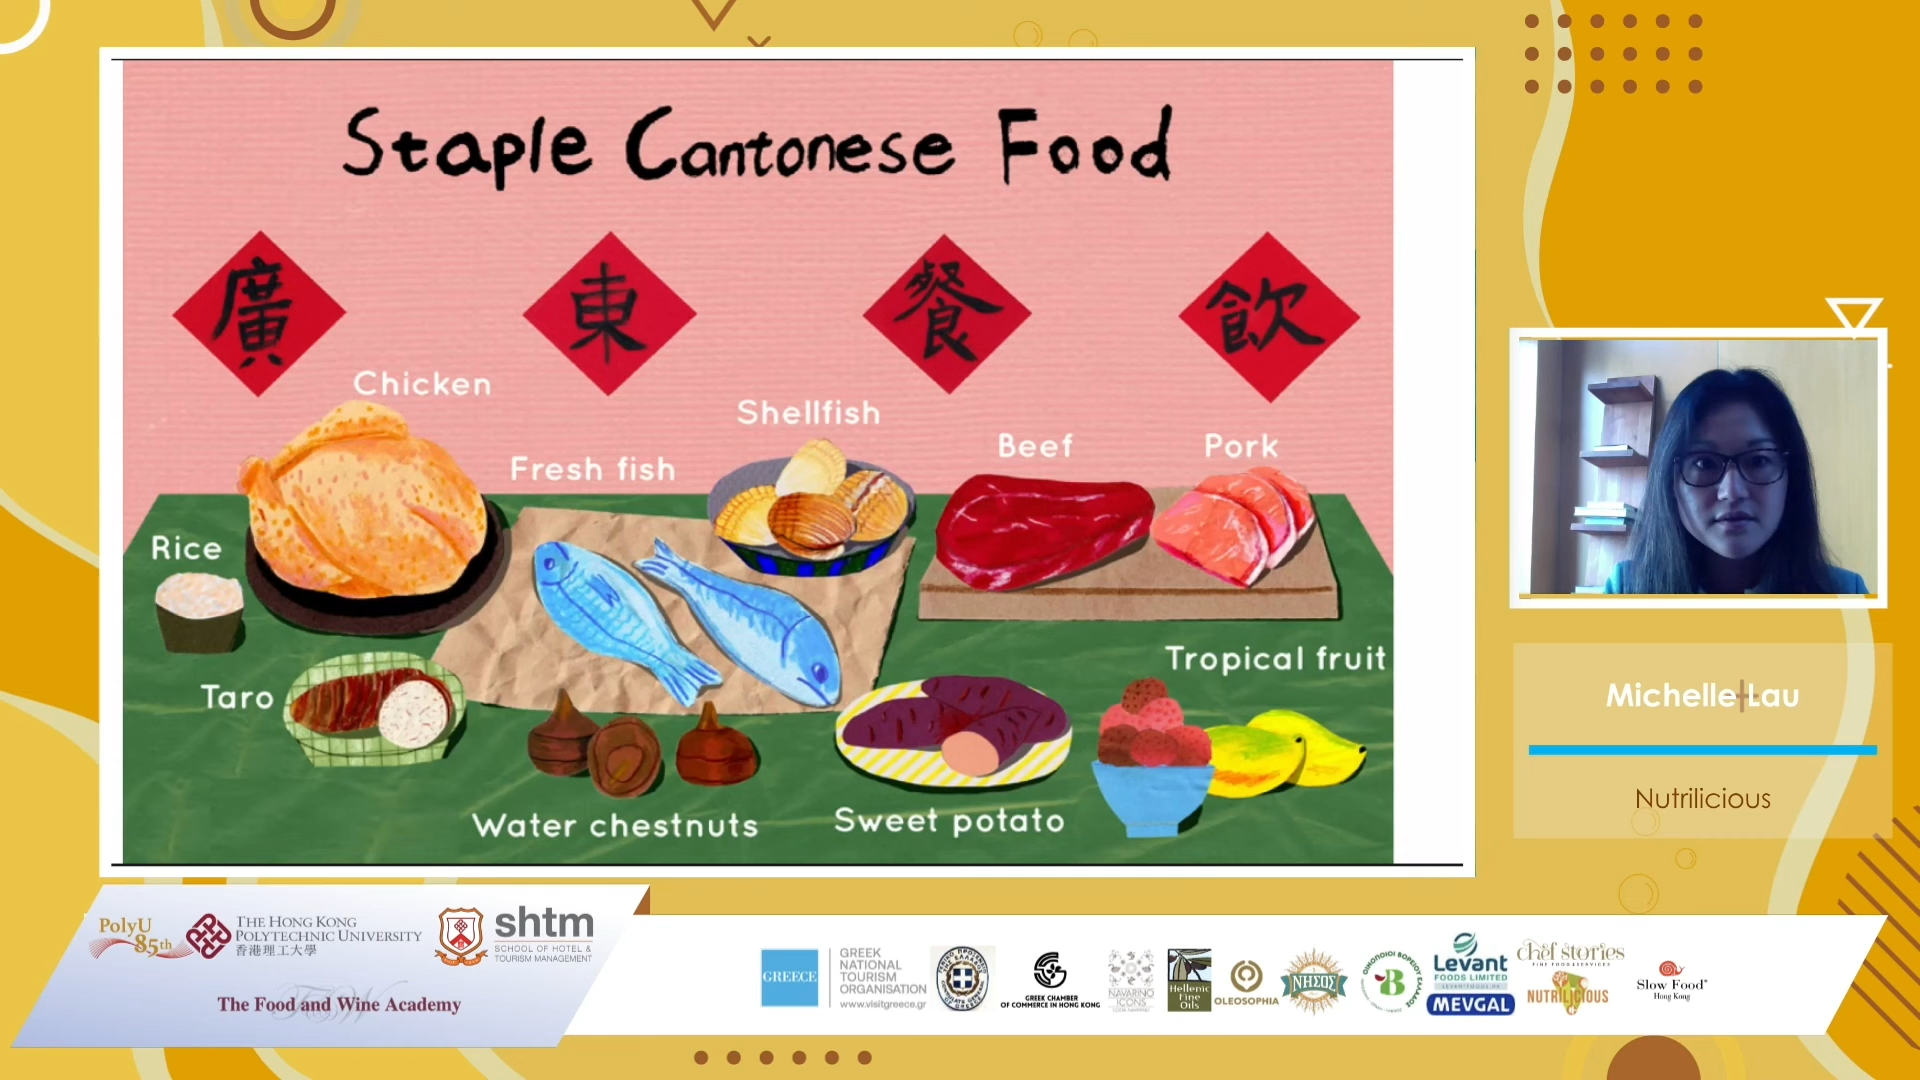 Staple Cantonese Food
廣 東 餐 飲
Chicken
Shellfish
Fresh fish
Beef
Pork
Rice
Taro
Tropical fruit
Water chestnuts
Sweet potato
Michelle Lau
Nutrilicious
PolyU
85th
THE HONG KONG
POLYTECHNIC UNIVERSITY
香港理工大學
shtm
SCHOOL OF HOTEL &
TOURISM MANAGEMENT
The Food and Wine Academy
GREECE
GREEK
NATIONAL
TOURISM
ORGANISATION
www.visitgreece.gr
GREEK CHAMBER
OF COMMERCE IN HONG KONG
NAVARINO
ICONS
Hellenic
Fine
Oils
OLEOSOPHIA
ΝΗΣΟΣ
Levant
FOODS LIMITED
MEVGAL
chef stories
FINE FOOD & SERVICES
NUTRILICIOUS
Slow Food®
Hong Kong